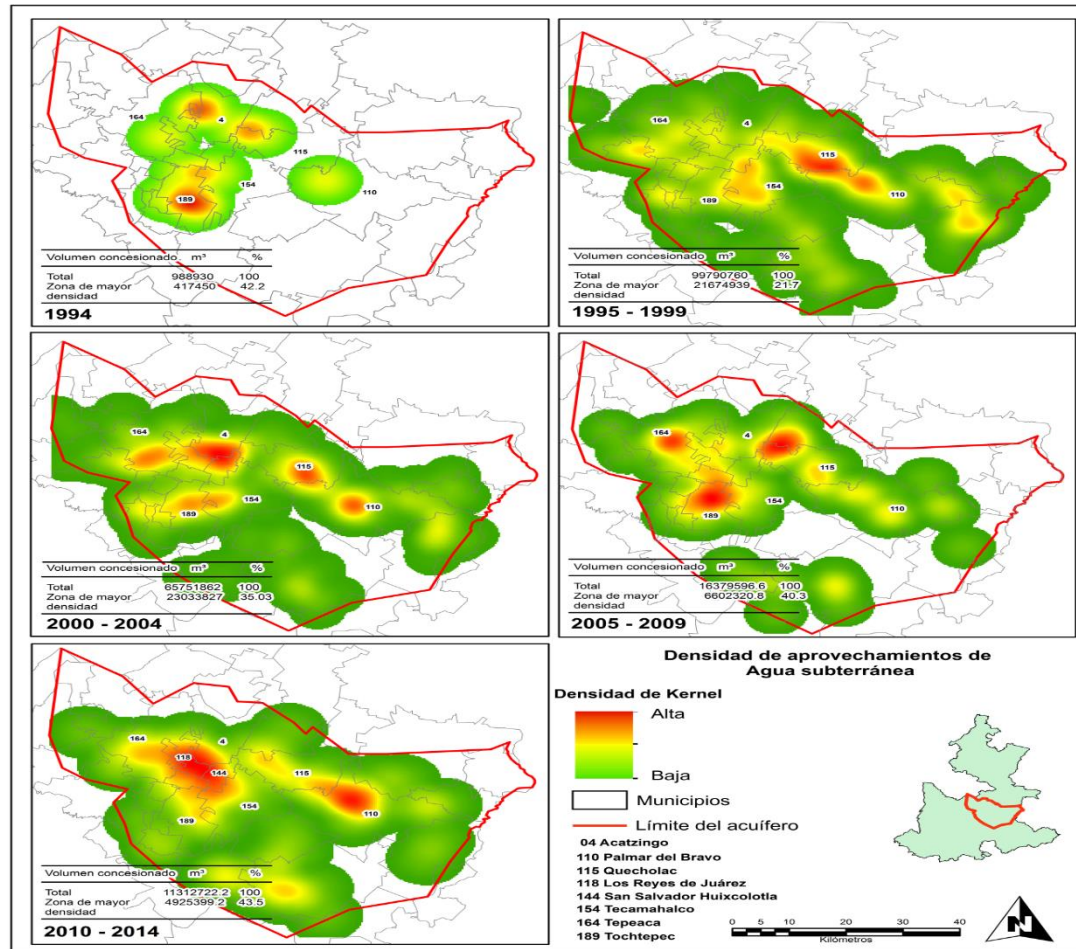 164
4
115
154
110
189
Volumen concesionado m³ %
Total 988930 100
Zona de mayor 417450 42.2
densidad
1994
164
4
115
154
110
189
Volumen concesionado m³ %
Total 99790760 100
Zona de mayor 21674939 21.7
densidad
1995 - 1999
164
4
115
154
110
189
Volumen concesionado m³ %
Total 65751862 100
Zona de mayor 23033827 35.03
densidad
2000 - 2004
164
4
115
154
110
189
Volumen concesionado m³ %
Total 16379596.6 100
Zona de mayor 6602320.8 40.3
densidad
2005 - 2009
164
4
118
144
115
154
110
189
Volumen concesionado m³ %
Total 11312722.2 100
Zona de mayor 4925399.2 43.5
densidad
2010 - 2014
Densidad de aprovechamientos de
Agua subterránea
Densidad de Kernel
Alta
Baja
Municipios
Límite del acuífero
04 Acatzingo
110 Palmar del Bravo
115 Quecholac
118 Los Reyes de Juárez
144 San Salvador Huixcolotla
154 Tecamahalco
164 Tepeaca
189 Tochtepec
0 5 10 20 30 40
Kilómetros
N